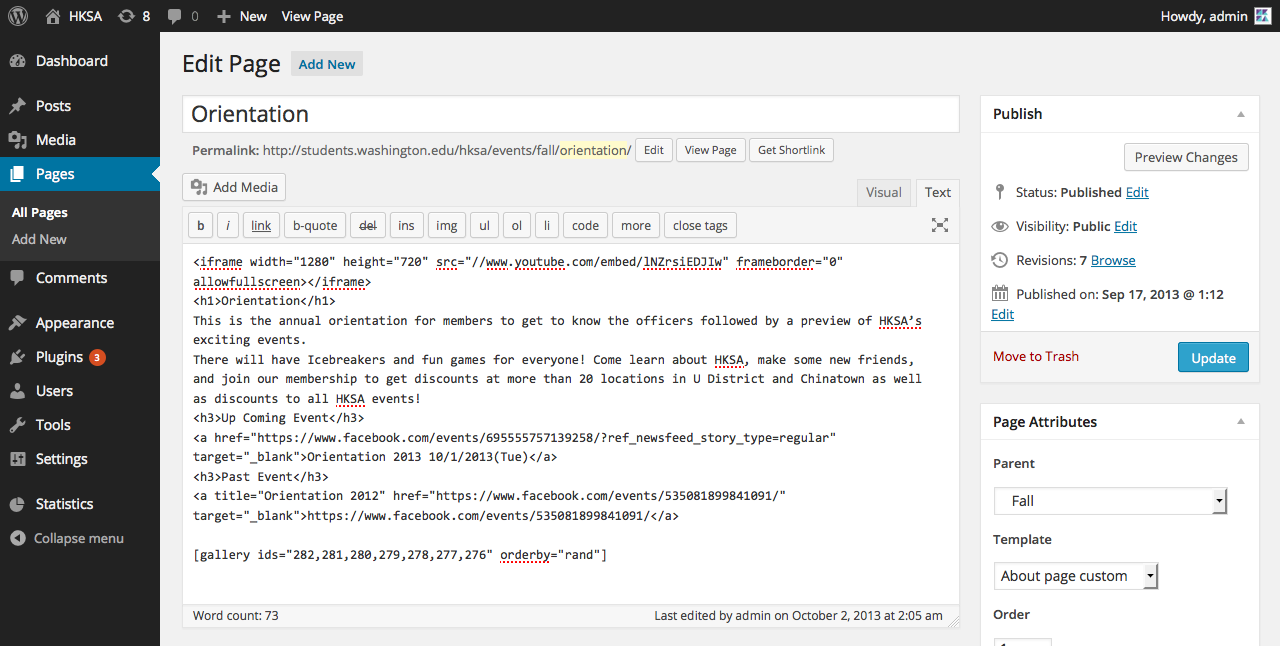 HKSA 8 0 New View Page Howdy, admin
Dashboard
Posts
Media
Pages
All Pages
Add New
Comments
Appearance
Plugins 3
Users
Tools
Settings
Statistics
Collapse menu
Edit Page Add New
Orientation
Permalink: http://students.washington.edu/hksa/events/fall/orientation/ Edit View Page Get Shortlink
Add Media
Visual Text
b i link b-quote del ins img ul ol li code more close tags
<iframe width="1280" height="720" src="//www.youtube.com/embed/lNZrsiEDJIw" frameborder="0"
allowfullscreen></iframe>
<h1>Orientation</h1>
This is the annual orientation for members to get to know the officers followed by a preview of HKSA’s
exciting events.
There will have Icebreakers and fun games for everyone! Come learn about HKSA, make some new friends,
and join our membership to get discounts at more than 20 locations in U District and Chinatown as well
as discounts to all HKSA events!
<h3>Up Coming Event</h3>
<a href="https://www.facebook.com/events/695555757139258/?ref_newsfeed_story_type=regular"
target="_blank">Orientation 2013 10/1/2013(Tue)</a>
<h3>Past Event</h3>
<a title="Orientation 2012" href="https://www.facebook.com/events/535081899841091/"
target="_blank">https://www.facebook.com/events/535081899841091/</a>
[gallery ids="282,281,280,279,278,277,276" orderby="rand"]
Word count: 73 Last edited by admin on October 2, 2013 at 2:05 am
Publish
Preview Changes
Status: Published Edit
Visibility: Public Edit
Revisions: 7 Browse
Published on: Sep 17, 2013 @ 1:12
Edit
Move to Trash Update
Page Attributes
Parent
Fall
Template
About page custom
Order